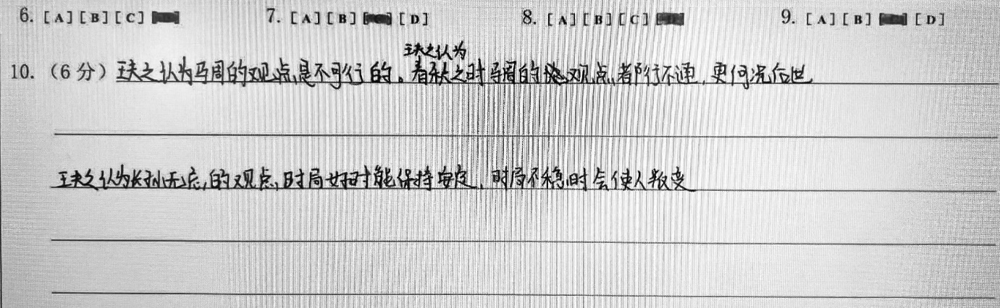 6. [A] [B] [C] 7. [A] [B] [D] 8. [A] [B] [C] 9. [A] [B] [D]
王夫之认为
10. （6分）王夫之认为马周的观点是不可行的。春秋之时马周的观点都行不通，更何况后世
王夫之认为长孙无忌的观点，时局好时能保持安定，时局不稳时会使人叛变